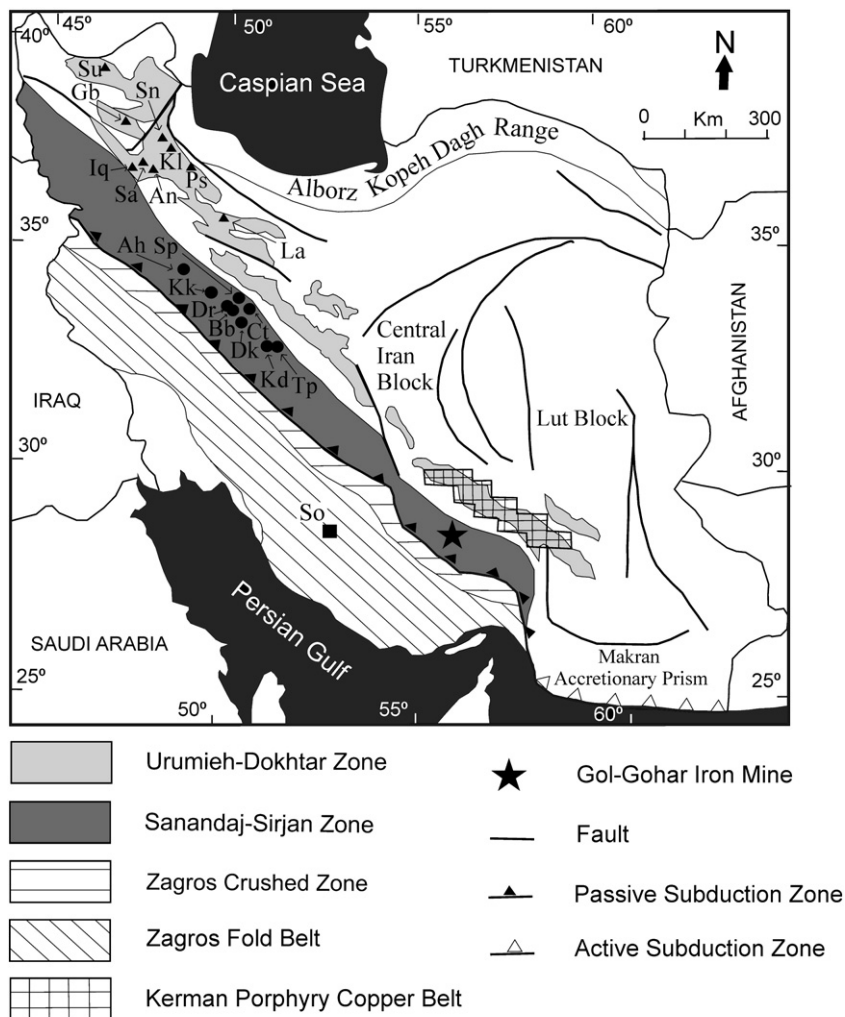 45º
50º
55º
60º
40º
40º
Caspian Sea
TURKMENISTAN
N
0 Km 300
Su
Gb
Sn
Kl
Iq
Sa
An
Ps
La
Alborz Kopeh Dagh Range
35º
35º
Ah Sp
Kk
Dr
Bb
Ct
Dk
Kd Tp
Central
Iran
Block
Lut Block
AFGHANISTAN
IRAQ
30º
30º
So
Persian Gulf
SAUDI ARABIA
25º
25º
Makran
Accretionary Prism
50º
55º
60º
Urumieh-Dokhtar Zone
Sanandaj-Sirjan Zone
Zagros Crushed Zone
Zagros Fold Belt
Kerman Porphyry Copper Belt
Gol-Gohar Iron Mine
Fault
Passive Subduction Zone
Active Subduction Zone